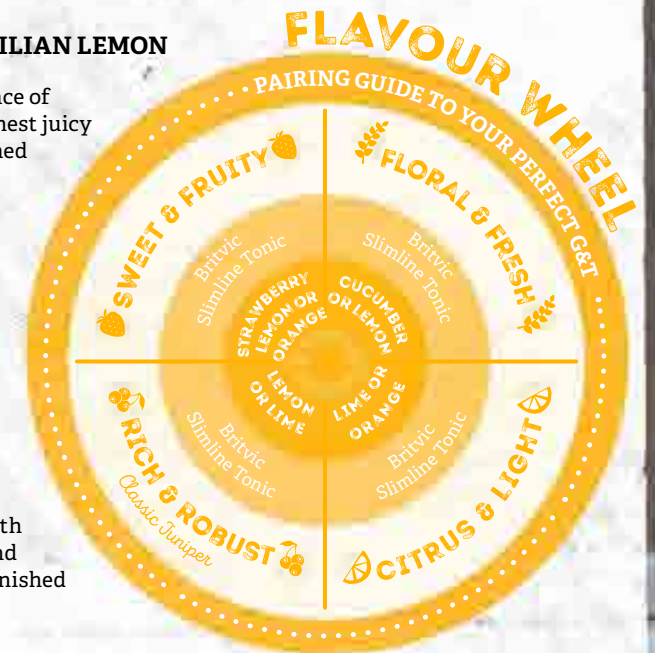 ILIAN LEMON
FLAVOUR WHEEL
PAIRING GUIDE TO YOUR PERFECT G&T
ce of
nest juicy
ned
SWEET & FRUITY
Britvic
Slimline Tonic
STRAWBERRY
LEMON OR
ORANGE
FLORAL & FRESH
Britvic
Slimline Tonic
CUCUMBER
OR LEMON
RICH & ROBUST
Classic Juniper
Britvic
Slimline Tonic
LEMON
OR LIME
CITRUS & LIGHT
Britvic
Slimline Tonic
LIME OR
ORANGE
th
nd
nished